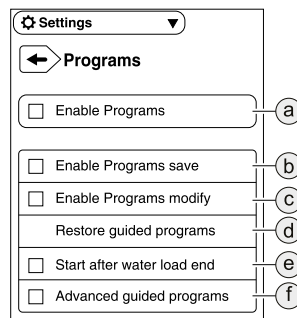 Settings
Programs
Enable Programs
a
Enable Programs save
b
Enable Programs modify
c
Restore guided programs
d
Start after water load end
e
Advanced guided programs
f